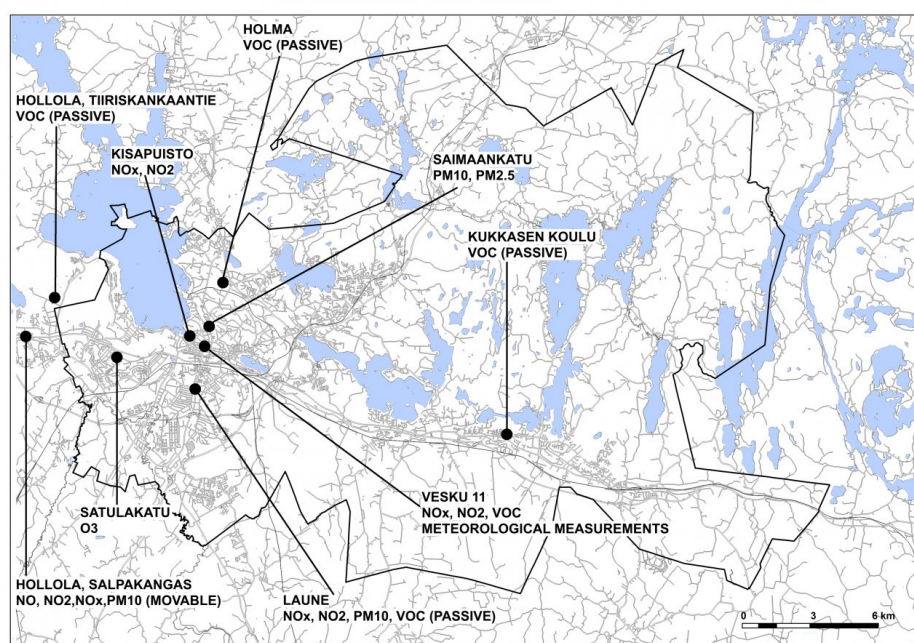 HOLMA
VOC (PASSIVE)
HOLLOLA, TIIRISKANKAANTIE
VOC (PASSIVE)
KISAPUISTO
NOx, NO2
SAIMAANKATU
PM10, PM2.5
KUKKASEN KOULU
VOC (PASSIVE)
SATULAKATU
O3
VESKU 11
NOx, NO2, VOC
METEOROLOGICAL MEASUREMENTS
HOLLOLA, SALPAKANGAS
NO, NO2,NOx,PM10 (MOVABLE)
LAUNE
NOx, NO2, PM10, VOC (PASSIVE)
0 3 6 km